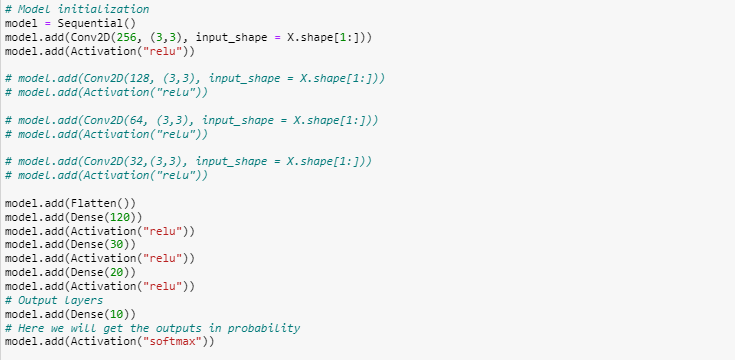 # Model initialization
model = Sequential()
model.add(Conv2D(256, (3,3), input_shape = X.shape[1:]))
model.add(Activation("relu"))
# model.add(Conv2D(128, (3,3), input_shape = X.shape[1:]))
# model.add(Activation("relu"))
# model.add(Conv2D(64, (3,3), input_shape = X.shape[1:]))
# model.add(Activation("relu"))
# model.add(Conv2D(32,(3,3), input_shape = X.shape[1:]))
# model.add(Activation("relu"))
model.add(Flatten())
model.add(Dense(120))
model.add(Activation("relu"))
model.add(Dense(30))
model.add(Activation("relu"))
model.add(Dense(20))
model.add(Activation("relu"))
# Output layers
model.add(Dense(10))
# Here we will get the outputs in probability
model.add(Activation("softmax"))